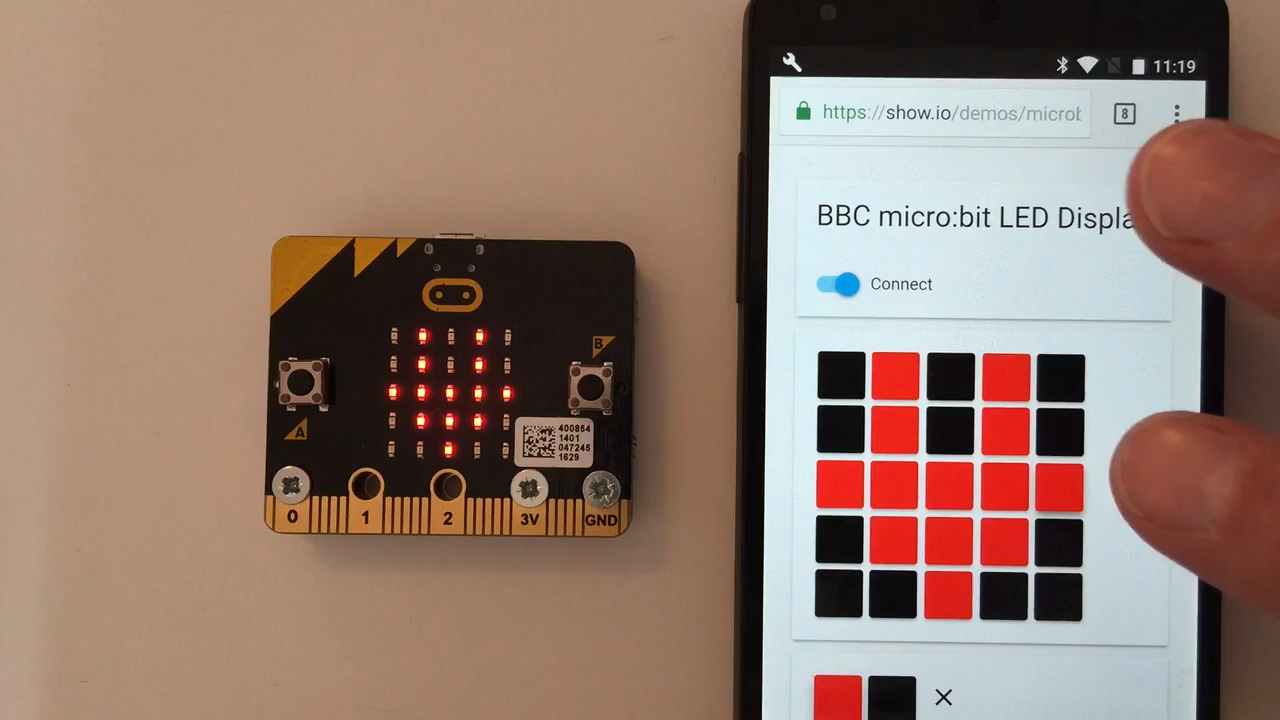 11:19
https://show.io/demos/microb
8
BBC micro:bit LED Displa
Connect
B
A
400854
1401
047245
1629
0 1 2 3V GND